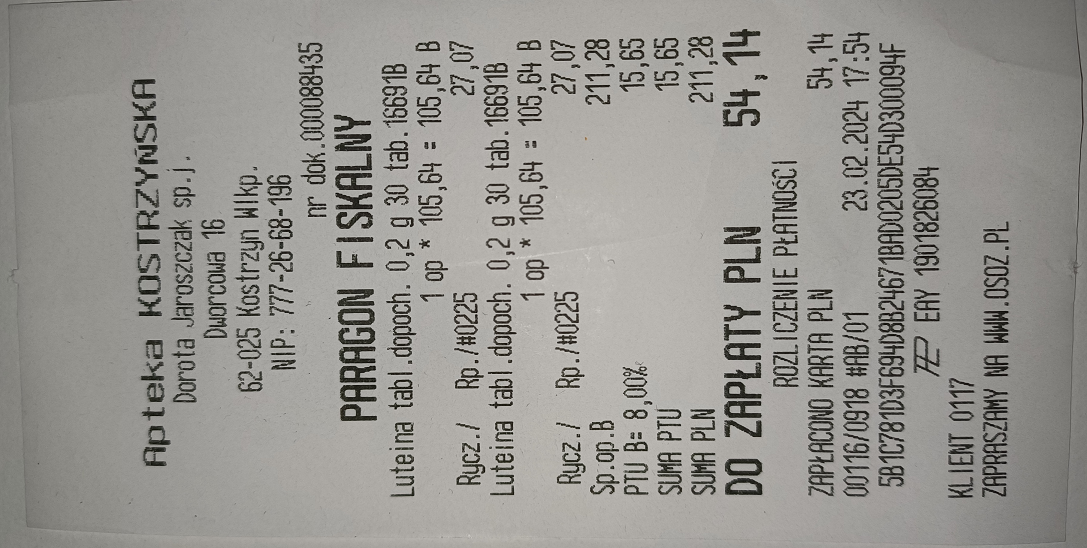 Apteka KOSTRZYŃSKA
Dorota Jaroszczak sp.j.
Dworcowa 16
62-025 Kostrzyn Wlkp.
NIP: 777-26-68-196
nr dok.000088435
PARAGON FISKALNY
Luteina tabl.dopoch. 0,2 g 30 tab.16691B
1 op * 105,64 = 105,64 B
Rycz./ Rp./#0225 27,07
Luteina tabl.dopoch. 0,2 g 30 tab.16691B
1 op * 105,64 = 105,64 B
Rycz./ Rp./#0225 27,07
Sp.op.B 211,28
PTU B= 8,00% 15,65
SUMA PTU 15,65
SUMA PLN 211,28
DO ZAPŁATY PLN 54,14
ROZLICZENIE PŁATNOŚCI
ZAPŁACONO KARTA PLN 54,14
00116/0918 #AB/01 23.02.2024 17:54
5B1C781D3F694D8B24671BAD0205DE54D300094F
EAY 1901826084
KLIENT 0117
ZAPRASZAMY NA WWW.OSOZ.PL